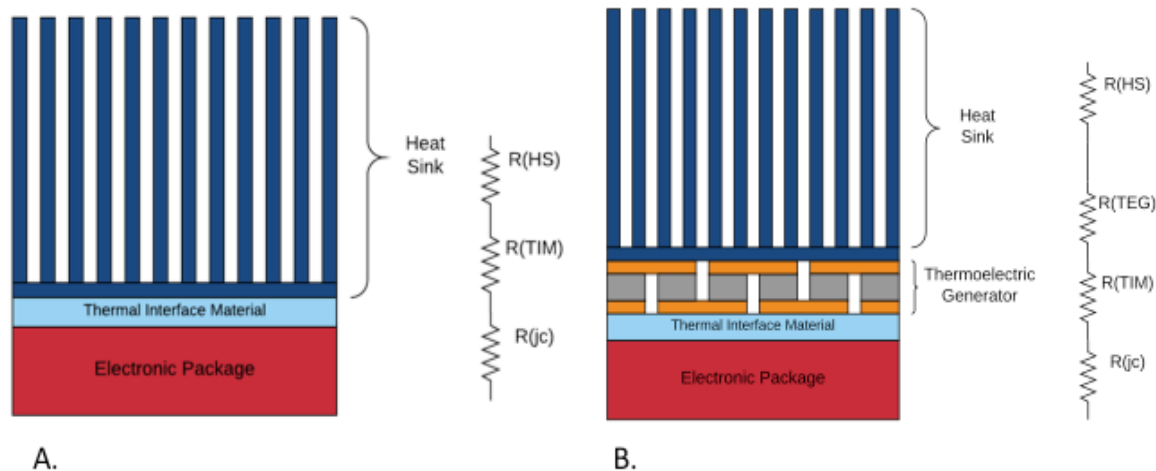 Heat
Sink
R(HS)
R(TIM)
R(jc)
Thermal Interface Material
Electronic Package
A.
Heat
Sink
Thermoelectric
Generator
Thermal Interface Material
Electronic Package
R(HS)
R(TEG)
R(TIM)
R(jc)
B.